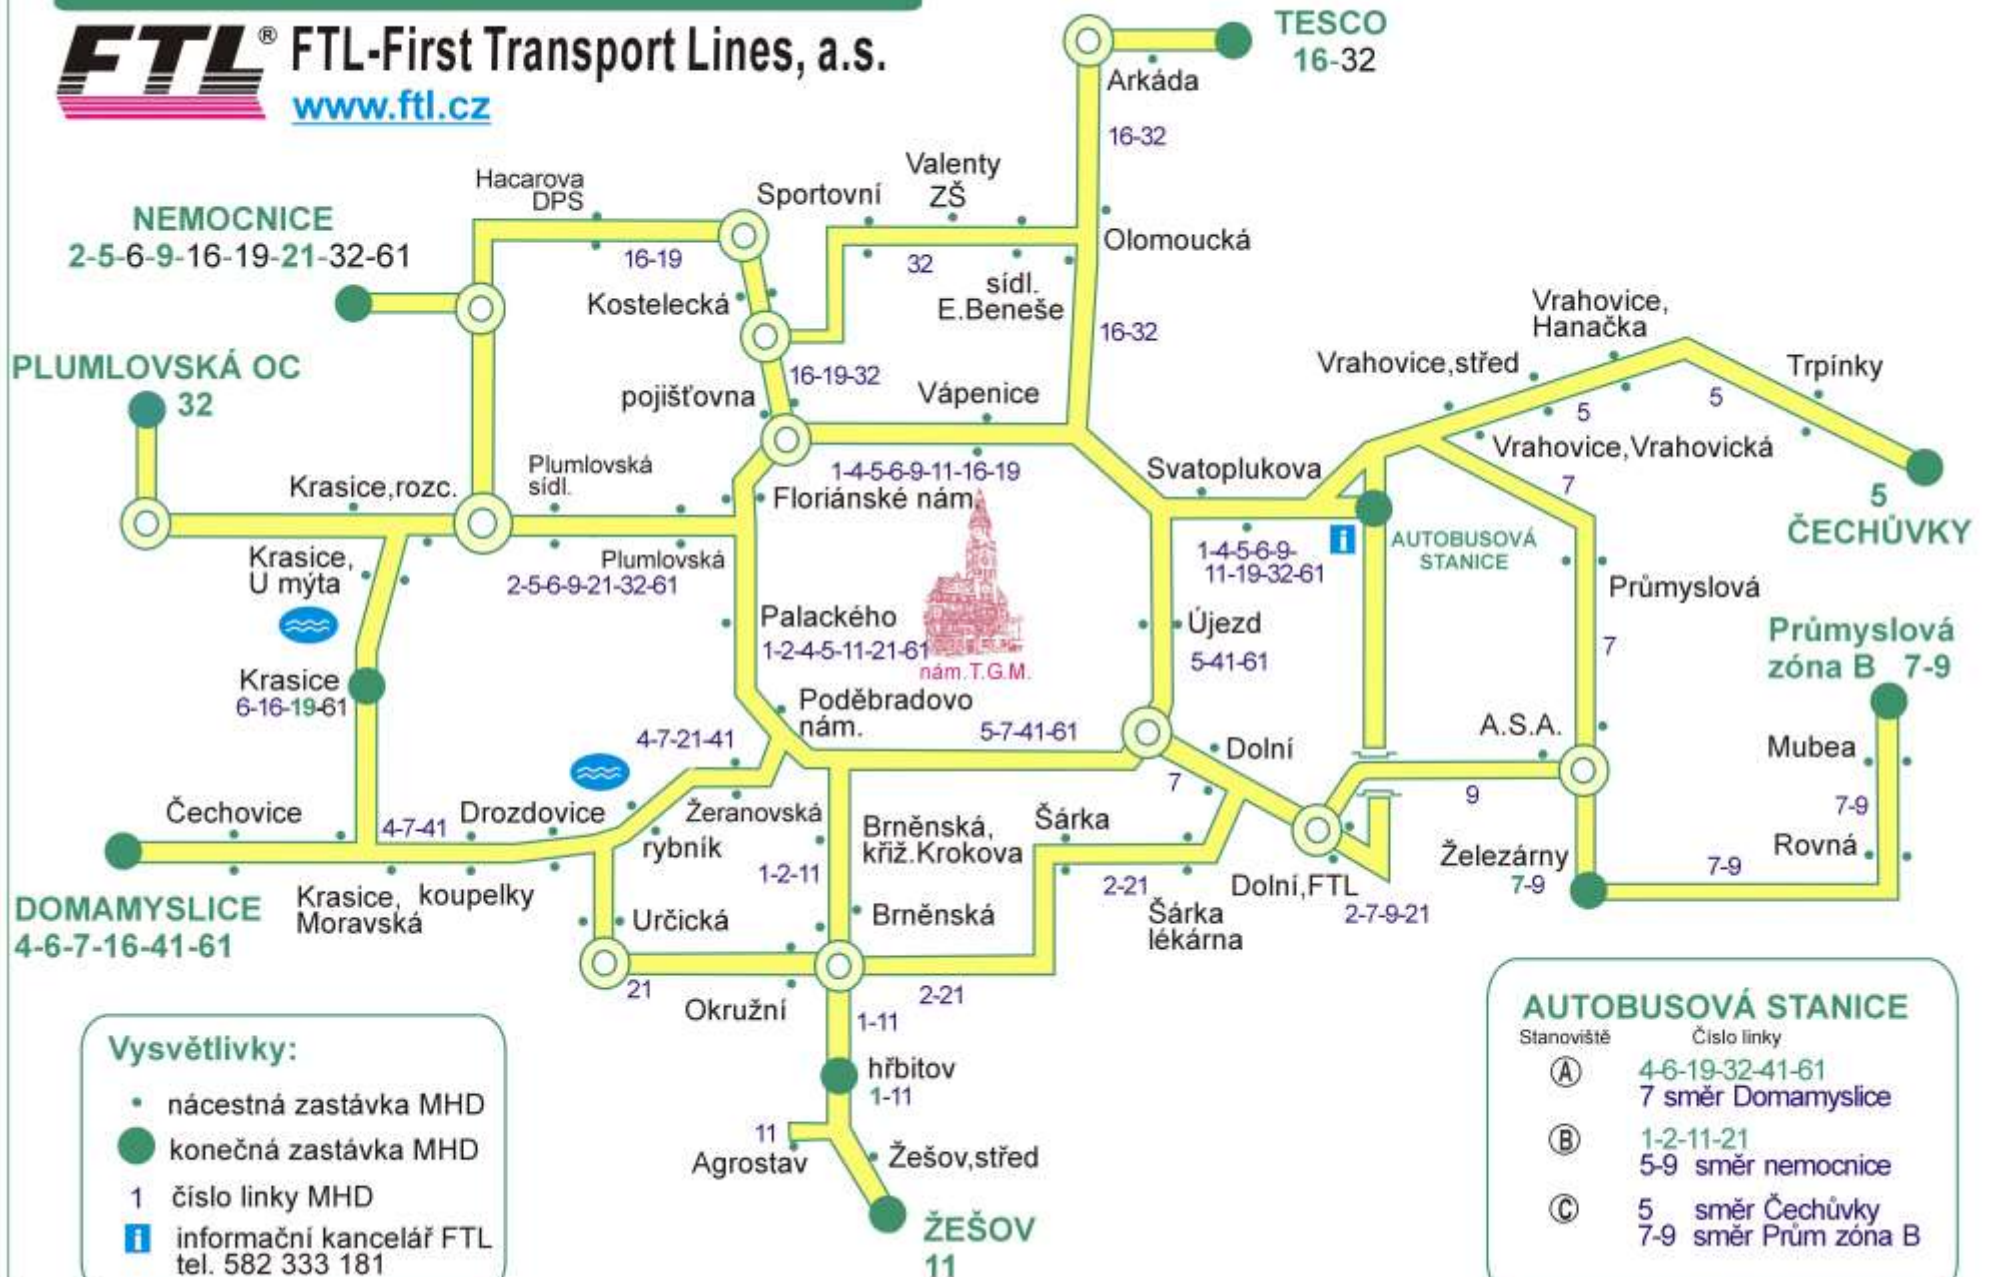 FTL® FTL-First Transport Lines, a.s.
www.ftl.cz
TESCO
16-32
Arkáda
16-32
Hacarova
DPS
Sportovní
Valenty
ZŠ
NEMOCNICE
2-5-6-9-16-19-21-32-61
16-19
32
Olomoucká
Kostelecká
sídl.
E.Beneše
16-32
Vrahovice,
Hanačka
PLUMLOVSKÁ OC
32
16-19-32
pojišťovna
Vápenice
Vrahovice,střed
Trpínky
5
5
Vrahovice,Vrahovická
Krasice,rozc.
Plumlovská
sídl.
1-4-5-6-9-11-16-19
Floriánské nám.
Svatoplukova
7
5
ČECHŮVKY
Krasice,
U mýta
Plumlovská
2-5-6-9-21-32-61
i
AUTOBUSOVÁ
STANICE
1-4-5-6-9-
11-19-32-61
Průmyslová
Palackého
1-2-4-5-11-21-61
nám.T.G.M.
Újezd
5-41-61
7
Průmyslová
zóna B 7-9
Krasice
6-16-19-61
Poděbradovo
nám.
4-7-21-41
5-7-41-61
Dolní
A.S.A.
Mubea
7
9
7-9
Čechovice
4-7-41
Drozdovice
Žeranovská
rybník
Brněnská,
křiž.Krokova
Šárka
Železárny
7-9
Rovná
7-9
1-2-11
2-21
Dolní,FTL
2-7-9-21
DOMAMYSLICE
4-6-7-16-41-61
Krasice,
Moravská
koupelky
Určická
Brněnská
Šárka
lékárna
21
Okružní
2-21
1-11
hřbitov
1-11
11
Agrostav
Žešov,střed
ŽEŠOV
11
Vysvětlivky:
nácestná zastávka MHD
konečná zastávka MHD
1 číslo linky MHD
i informační kancelář FTL
tel. 582 333 181
AUTOBUSOVÁ STANICE
Stanoviště Číslo linky
A 4-6-19-32-41-61
7 směr Domamyslice
B 1-2-11-21
5-9 směr nemocnice
C 5 směr Čechůvky
7-9 směr Prům zóna B